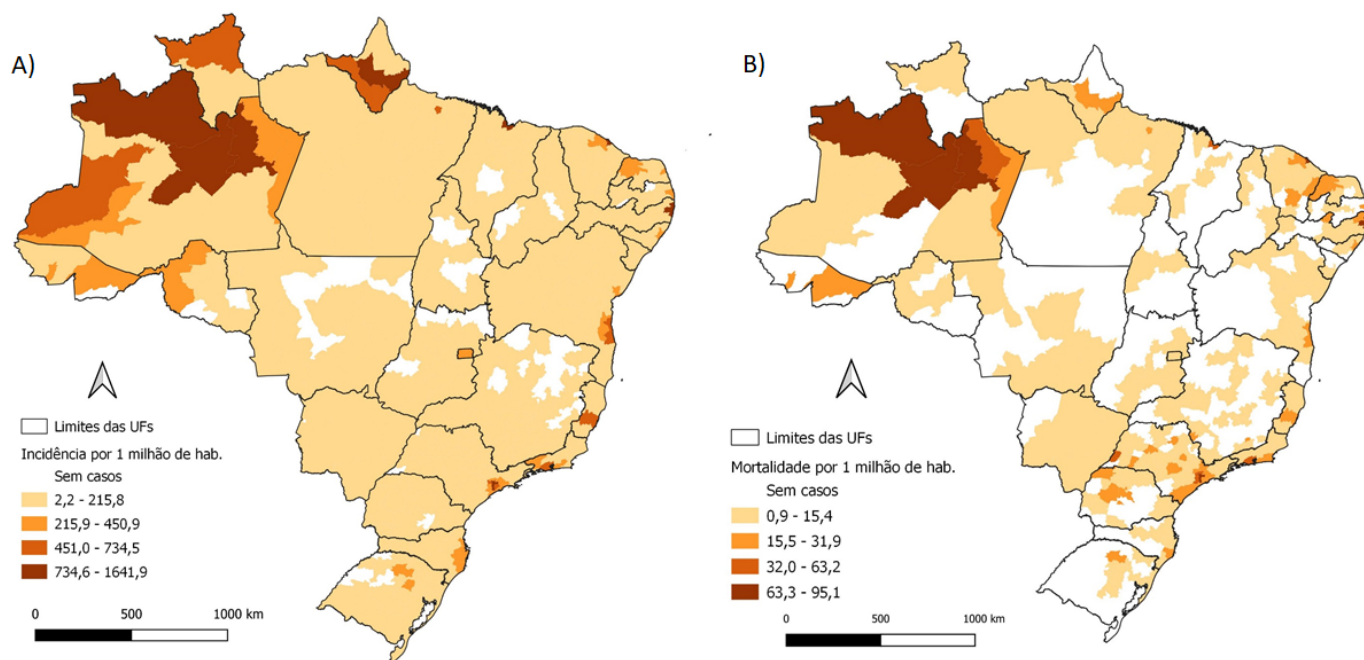 A)
Limites das UFs
Incidência por 1 milhão de hab.
Sem casos
2,2 - 215,8
215,9 - 450,9
451,0 - 734,5
734,6 - 1641,9
0 500 1000 km
B)
Limites das UFs
Mortalidade por 1 milhão de hab.
Sem casos
0,9 - 15,4
15,5 - 31,9
32,0 - 63,2
63,3 - 95,1
0 500 1000 km